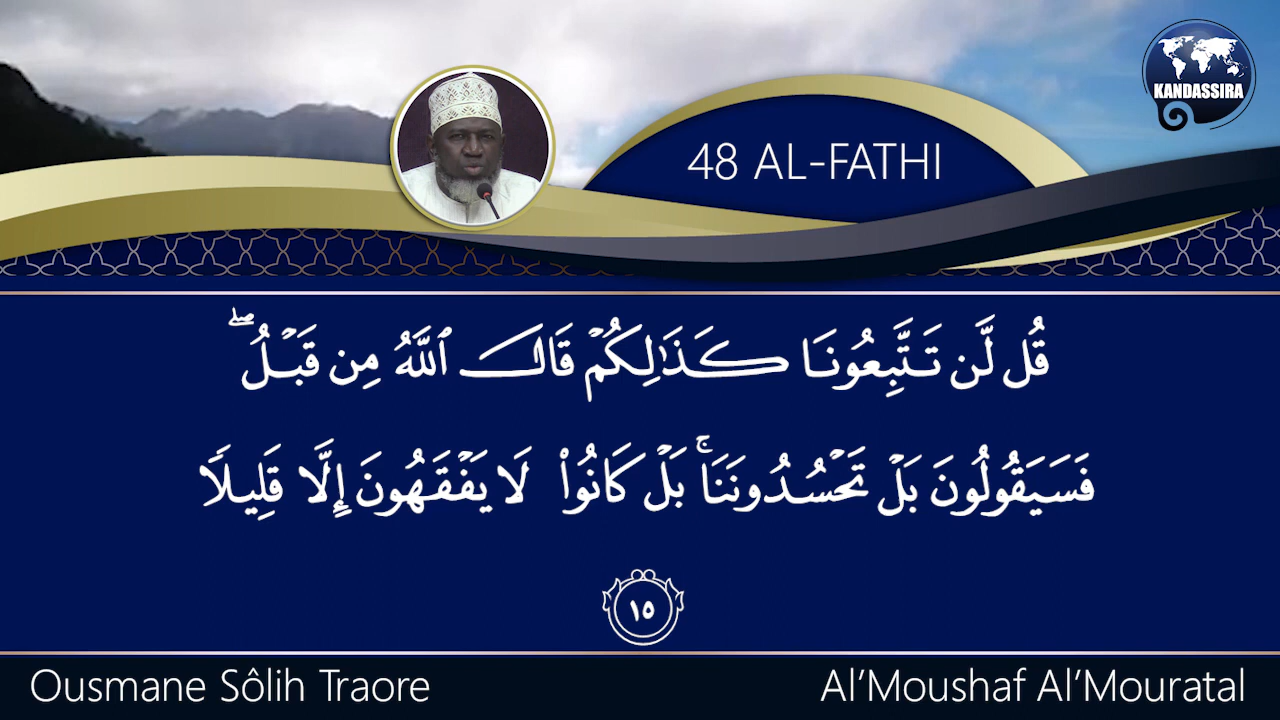 KANDASSIRA
48 AL-FATHI
قُل لَّن تَتَّبِعُونَا كَذَٰلِكُمۡ قَالَ ٱللَّهُ مِن قَبۡلُۖ
فَسَيَقُولُونَ بَلۡ تَحۡسُدُونَنَاۚ بَلۡ كَانُواْ لَا يَفۡقَهُونَ إِلَّا قَلِيلٗا
١٥
Ousmane Sôlih Traore
Al’Moushaf Al’Mouratal